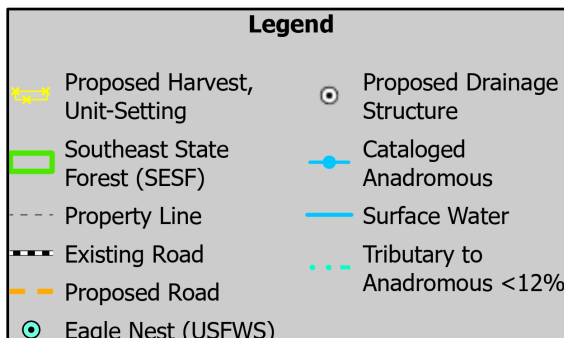 Legend
Proposed Harvest,
Unit-Setting
Southeast State
Forest (SESF)
Property Line
Existing Road
Proposed Road
Eagle Nest (USFWS)
Proposed Drainage
Structure
Cataloged
Anadromous
Surface Water
Tributary to
Anadromous <12%